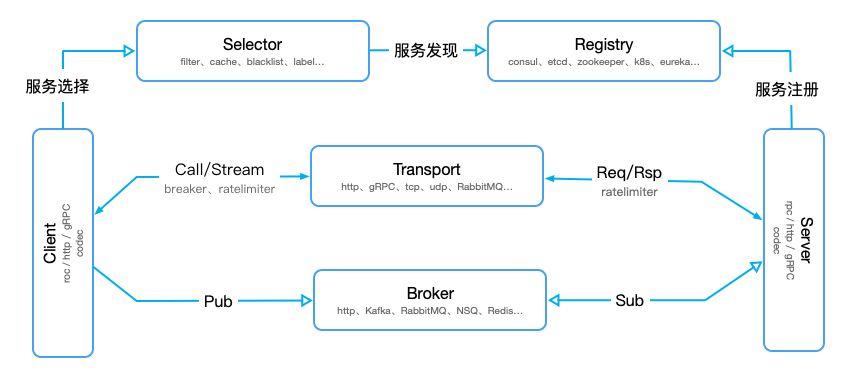 Selector
filter、cache、blacklist、label...
服务发现
Registry
consul、etcd、zookeeper、k8s、eureka...
服务选择
服务注册
Call/Stream
breaker、ratelimiter
Transport
http、gRPC、tcp、udp、RabbitMQ...
Req/Rsp
ratelimiter
Client
roc / http / gRPC
codec
Server
rpc / http / gRPC
codec
Pub
Broker
http、Kafka、RabbitMQ、NSQ、Redis...
Sub